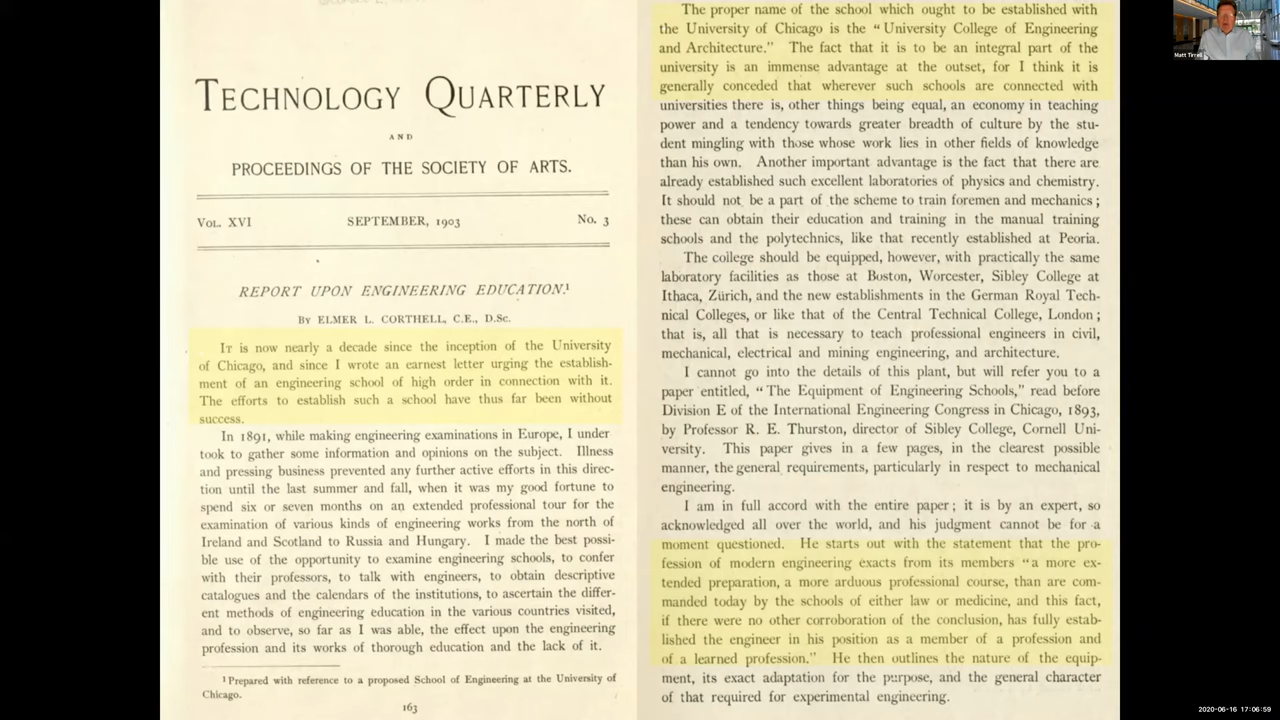 TECHNOLOGY QUARTERLY
AND
PROCEEDINGS OF THE SOCIETY OF ARTS.
VOL. XVI SEPTEMBER, 1903 No. 3
REPORT UPON ENGINEERING EDUCATION.¹
By ELMER L. CORTHELL, C.E., D.Sc.
IT is now nearly a decade since the inception of the University
of Chicago, and since I wrote an earnest letter urging the establish-
ment of an engineering school of high order in connection with it.
The efforts to establish such a school have thus far been without
success.
In 1891, while making engineering examinations in Europe, I under
took to gather some information and opinions on the subject. Illness
and pressing business prevented any further active efforts in this direc-
tion until the last summer and fall, when it was my good fortune to
spend six or seven months on an extended professional tour for the
examination of various kinds of engineering works from the north of
Ireland and Scotland to Russia and Hungary. I made the best possi-
ble use of the opportunity to examine engineering schools, to confer
with their professors, to talk with engineers, to obtain descriptive
catalogues and the calendars of the institutions, to ascertain the differ-
ent methods of engineering education in the various countries visited,
and to observe, so far as I was able, the effect upon the engineering
profession and its works of thorough education and the lack of it.
¹ Prepared with reference to a proposed School of Engineering at the University of
Chicago.
163
The proper name of the school which ought to be established with
the University of Chicago is the "University College of Engineering
and Architecture." The fact that it is to be an integral part of the
university is an immense advantage at the outset, for I think it is
generally conceded that wherever such schools are connected with
universities there is, other things being equal, an economy in teaching
power and a tendency towards greater breadth of culture by the stu-
dent mingling with those whose work lies in other fields of knowledge
than his own. Another important advantage is the fact that there are
already established such excellent laboratories of physics and chemistry.
It should not be a part of the scheme to train foremen and mechanics;
these can obtain their education and training in the manual training
schools and the polytechnics, like that recently established at Peoria.
The college should be equipped, however, with practically the same
laboratory facilities as those at Boston, Worcester, Sibley College at
Ithaca, Zürich, and the new establishments in the German Royal Tech-
nical Colleges, or like that of the Central Technical College, London;
that is, all that is necessary to teach professional engineers in civil,
mechanical, electrical and mining engineering, and architecture.
I cannot go into the details of this plant, but will refer you to a
paper entitled, "The Equipment of Engineering Schools," read before
Division E of the International Engineering Congress in Chicago, 1893,
by Professor R. E. Thurston, director of Sibley College, Cornell Uni-
versity. This paper gives in a few pages, in the clearest possible
manner, the general requirements, particularly in respect to mechanical
engineering.
I am in full accord with the entire paper; it is by an expert, so
acknowledged all over the world, and his judgment cannot be for a
moment questioned. He starts out with the statement that the pro-
fession of modern engineering exacts from its members "a more ex-
tended preparation, a more arduous professional course, than are com-
manded today by the schools of either law or medicine, and this fact,
if there were no other corroboration of the conclusion, has fully estab-
lished the engineer in his position as a member of a profession and
of a learned profession." He then outlines the nature of the equip-
ment, its exact adaptation for the purpose, and the general character
of that required for experimental engineering.
Matt Tirrell
2020-06-16 17:06:59